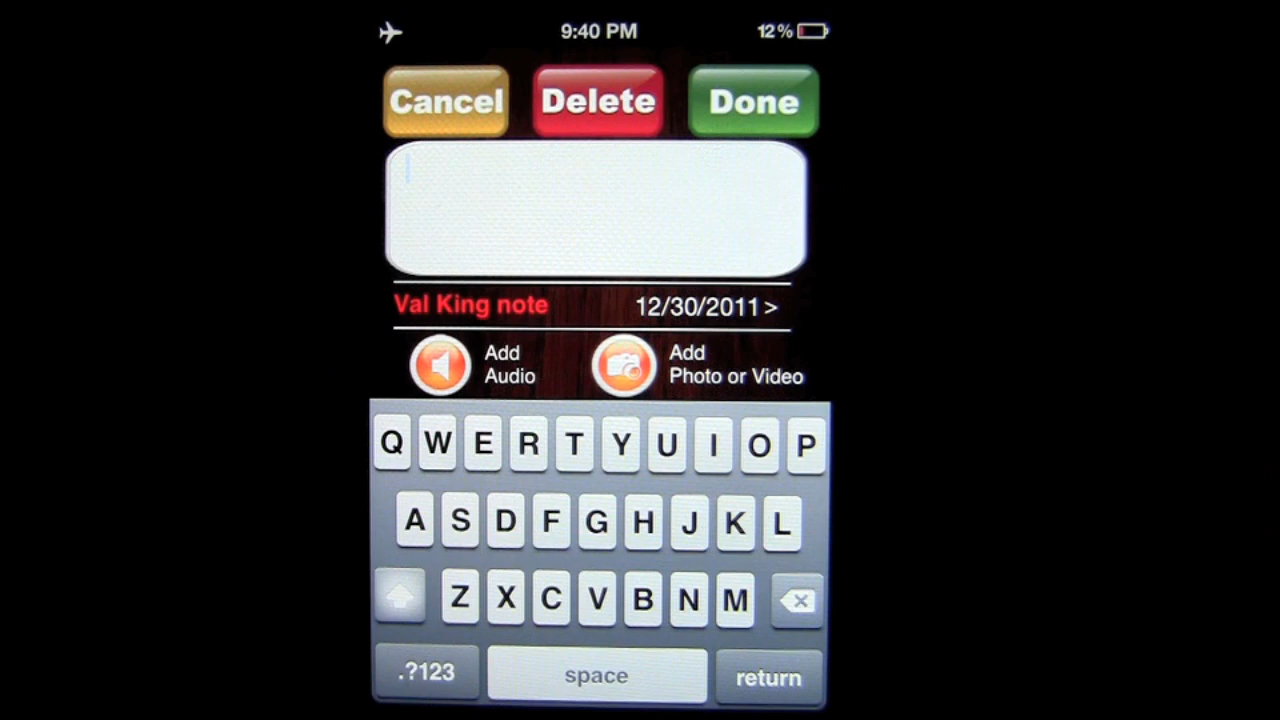 9:40 PM 12%
Cancel Delete Done
Val King note 12/30/2011 >
Add Add
Audio Photo or Video
Q W E R T Y U I O P
A S D F G H J K L
Z X C V B N M
.?123 space return